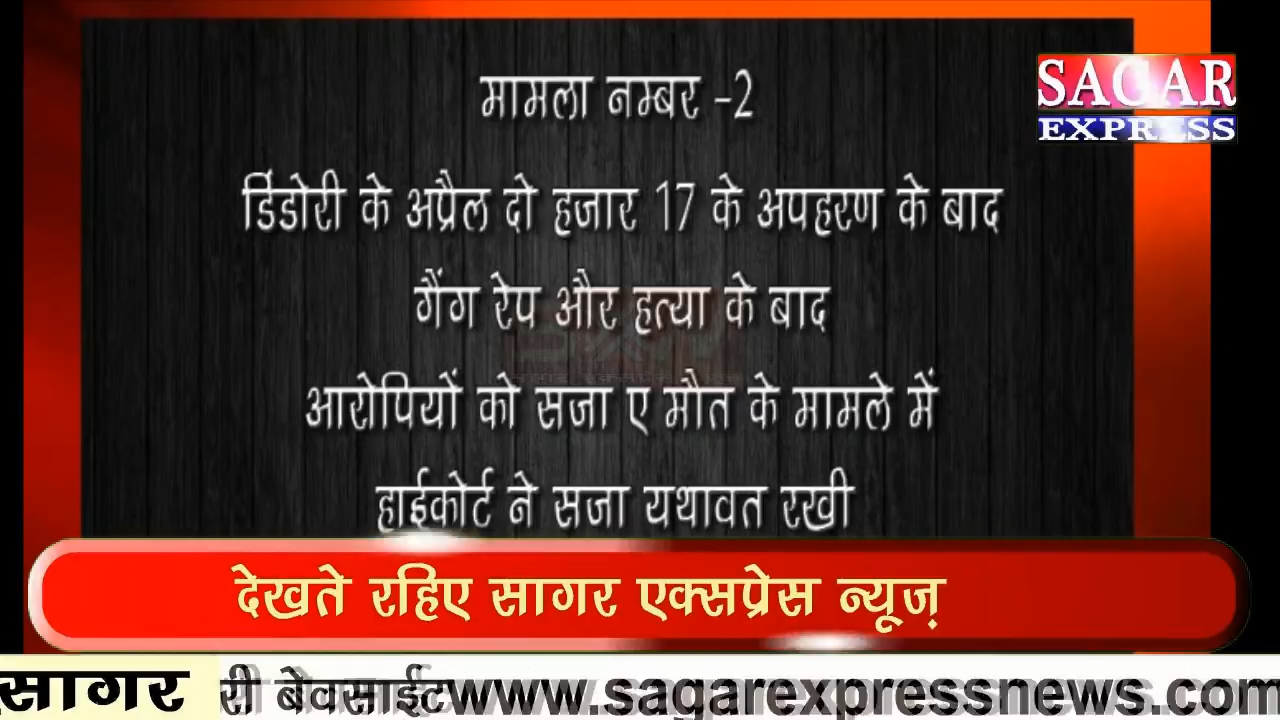 मामला नम्बर -2
SAGAR
EXPRESS
डिंडोरी के अप्रैल दो हजार 17 के अपहरण के बाद
गैंग रेप और हत्या के बाद
आरोपियों को सजा ए मौत के मामले में
हाईकोर्ट ने सजा यथावत रखी
देखते रहिए सागर एक्सप्रेस न्यूज़
सागर री बेवसाईट www.sagarexpressnews.com